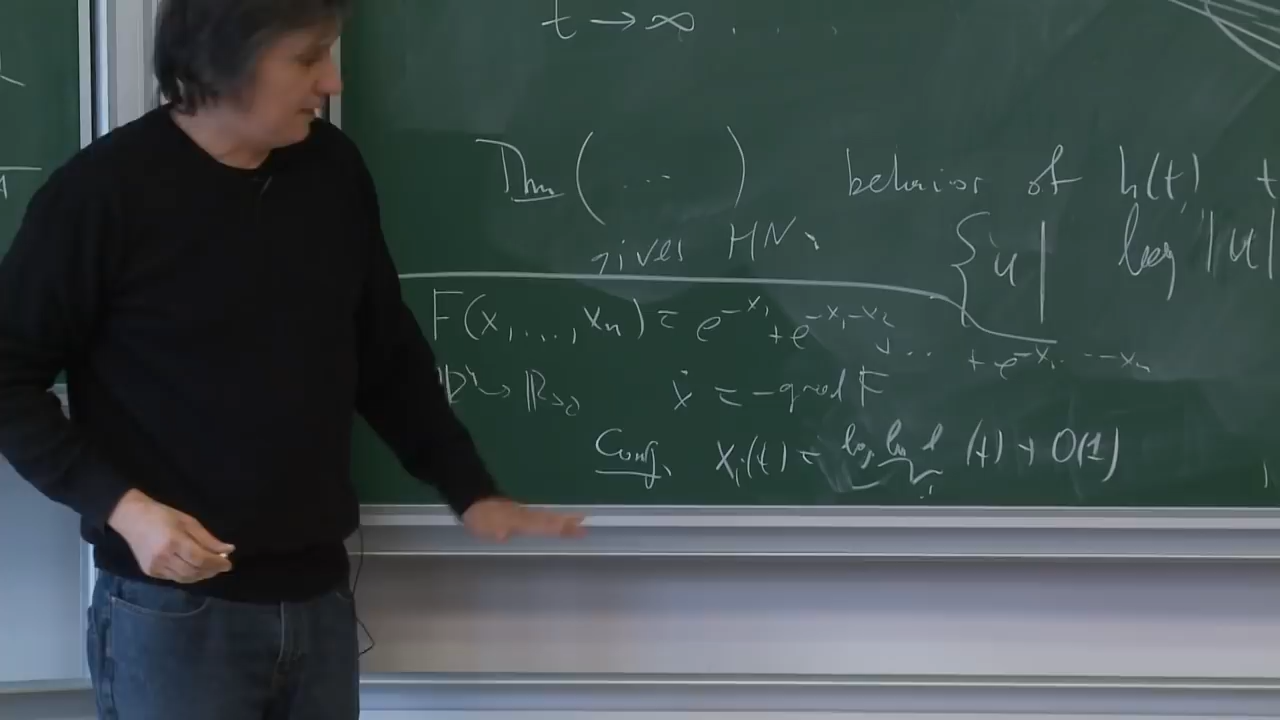 t → ∞ . . . .
Thm ( ... ) behavior of h(t) t
gives HN. { u | log |u|
F(x₁, ..., xₙ) = e^{-x₁} + e^{-x₁-x₂} + ... + e^{-x₁ ... -xₙ}
ℝⁿ → ℝ_{>0} ẋ = -grad F
Conj. xᵢ(t) = log log l (t) + O(1)
i